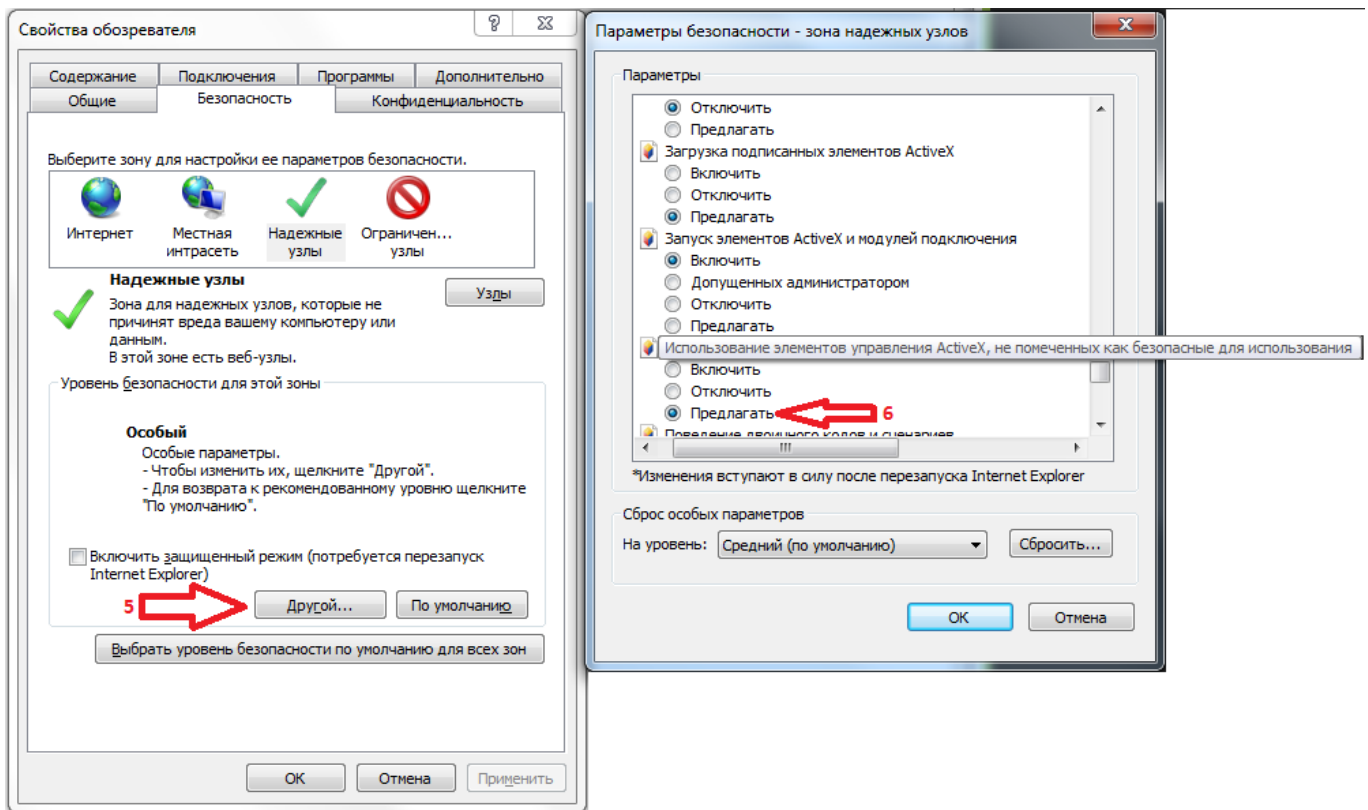 Свойства обозревателя
Содержание Подключения Программы Дополнительно
Общие Безопасность Конфиденциальность
Выберите зону для настройки ее параметров безопасности.
Интернет
Местная интрасеть
Надежные узлы
Ограничен... узлы
Надежные узлы
Узлы
Зона для надежных узлов, которые не
причинят вреда вашему компьютеру или
данным.
В этой зоне есть веб-узлы.
Уровень безопасности для этой зоны
Особый
Особые параметры.
- Чтобы изменить их, щелкните "Другой".
- Для возврата к рекомендованному уровню щелкните
"По умолчанию".
Включить защищенный режим (потребуется перезапуск
Internet Explorer)
5 Другой... По умолчанию
Выбрать уровень безопасности по умолчанию для всех зон
ОК Отмена Применить
Параметры безопасности - зона надежных узлов
Параметры
Отключить
Предлагать
Загрузка подписанных элементов ActiveX
Включить
Отключить
Предлагать
Запуск элементов ActiveX и модулей подключения
Включить
Допущенных администратором
Отключить
Предлагать
Использование элементов управления ActiveX, не помеченных как безопасные для использования
Включить
Отключить
Предлагать 6
Поведение двоичного кодов и сценариев
*Изменения вступают в силу после перезапуска Internet Explorer
Сброс особых параметров
На уровень: Средний (по умолчанию) Сбросить...
ОК Отмена